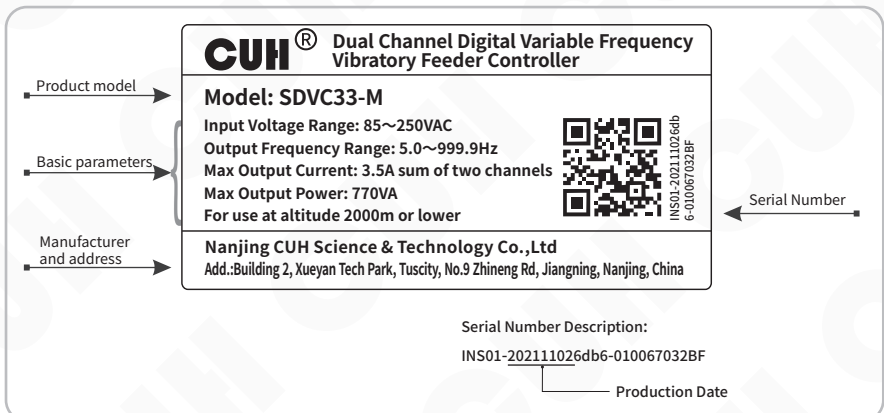 CUH® Dual Channel Digital Variable Frequency
Vibratory Feeder Controller
Product model
Model: SDVC33-M
Basic parameters
Input Voltage Range: 85～250VAC
Output Frequency Range: 5.0～999.9Hz
Max Output Current: 3.5A sum of two channels
Max Output Power: 770VA
For use at altitude 2000m or lower
INS01-202111026db
6-010067032BF
Serial Number
Manufacturer
and address
Nanjing CUH Science & Technology Co.,Ltd
Add.:Building 2, Xueyan Tech Park, Tuscity, No.9 Zhineng Rd, Jiangning, Nanjing, China
Serial Number Description:
INS01-202111026db6-010067032BF
Production Date